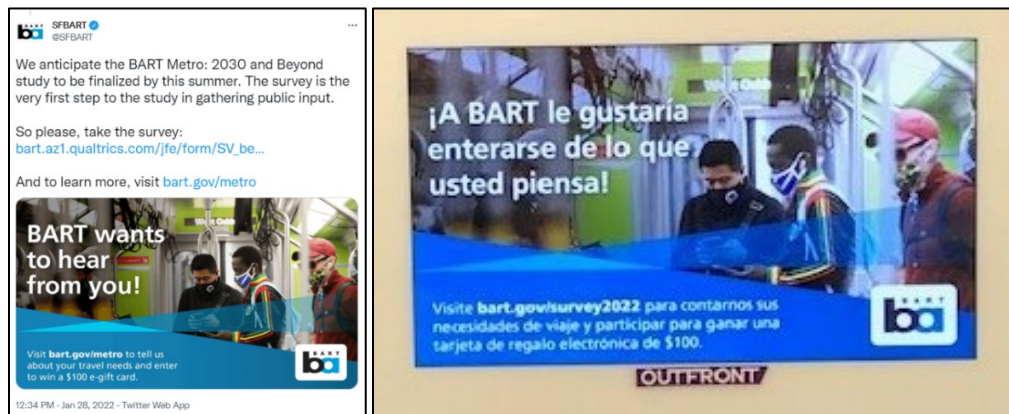 SFBART
@SFBART
We anticipate the BART Metro: 2030 and Beyond
study to be finalized by this summer. The survey is the
very first step to the study in gathering public input.
So please, take the survey:
bart.az1.qualtrics.com/jfe/form/SV_be...
And to learn more, visit bart.gov/metro
BART wants
to hear
from you!
Visit bart.gov/metro to tell us
about your travel needs and enter
to win a $100 e-gift card.
BART
ba
12:34 PM · Jan 28, 2022 · Twitter Web App
¡A BART le gustaría
enterarse de lo que
usted piensa!
Visite bart.gov/survey2022 para contarnos sus
necesidades de viaje y participar para ganar una
tarjeta de regalo electrónica de $100.
BART
ba
OUTFRONT/